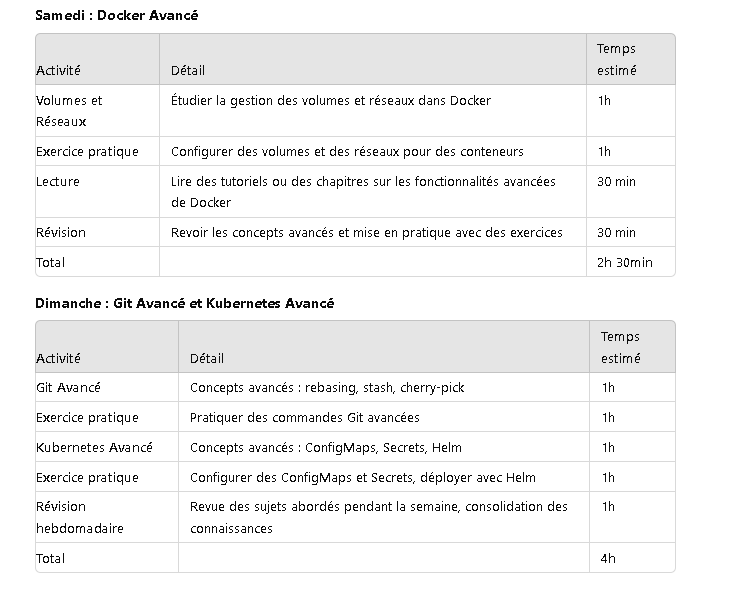 Samedi : Docker Avancé
Temps
Activité Détail estimé
Volumes et Étudier la gestion des volumes et réseaux dans Docker 1h
Réseaux
Exercice pratique Configurer des volumes et des réseaux pour des conteneurs 1h
Lecture Lire des tutoriels ou des chapitres sur les fonctionnalités avancées 30 min
de Docker
Révision Revoir les concepts avancés et mise en pratique avec des exercices 30 min
Total 2h 30min
Dimanche : Git Avancé et Kubernetes Avancé
Temps
Activité Détail estimé
Git Avancé Concepts avancés : rebasing, stash, cherry-pick 1h
Exercice pratique Pratiquer des commandes Git avancées 1h
Kubernetes Avancé Concepts avancés : ConfigMaps, Secrets, Helm 1h
Exercice pratique Configurer des ConfigMaps et Secrets, déployer avec Helm 1h
Révision Revue des sujets abordés pendant la semaine, consolidation des 1h
hebdomadaire connaissances
Total 4h